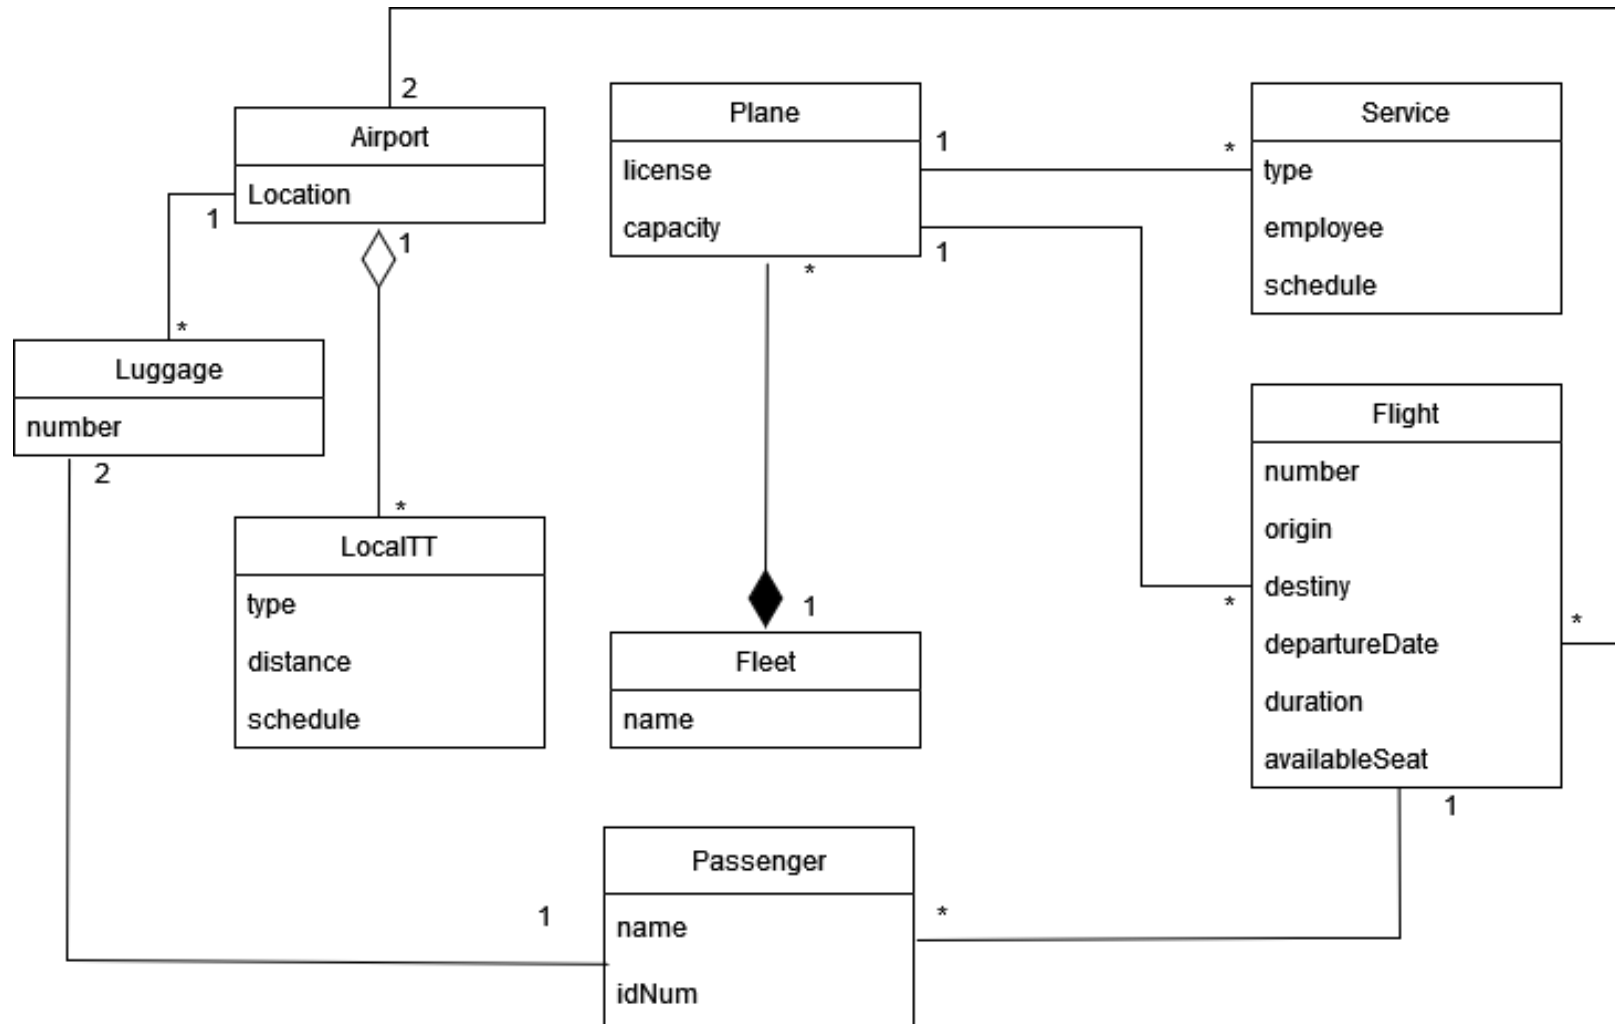 2
Airport
Location
1
1
*
Luggage
number
2
*
LocalTT
type
distance
schedule
Plane
license
capacity
1
*
1
*
Service
type
employee
schedule
1
Fleet
name
Flight
number
origin
destiny
departureDate
duration
availableSeat
*
*
1
Passenger
name
idNum
1
*